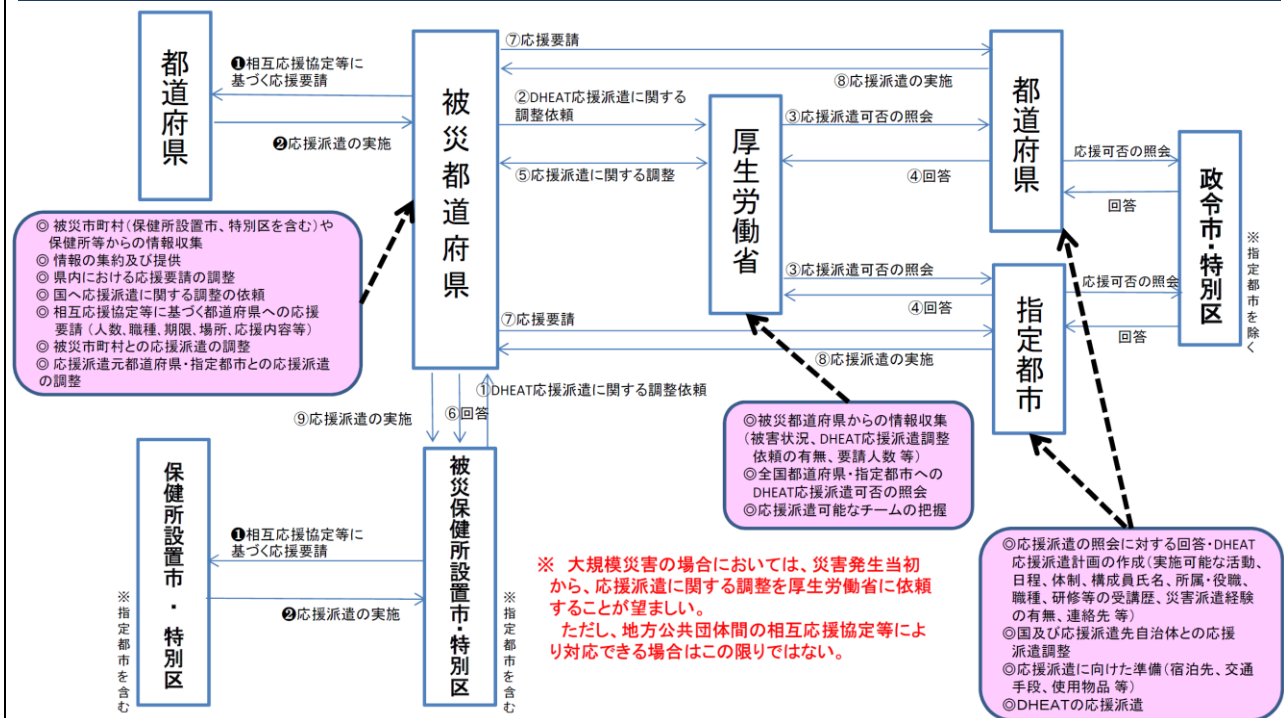 都道府県
❶相互応援協定等に
基づく応援要請
❷応援派遣の実施
被災都道府県
⑦応援要請
⑧応援派遣の実施
②DHEAT応援派遣に関する
調整依頼
⑤応援派遣に関する調整
厚生労働省
③応援派遣可否の照会
④回答
都道府県
応援可否の照会
回答
政令市・特別区
※指定都市を除く
③応援派遣可否の照会
④回答
指定都市
応援可否の照会
回答
⑦応援要請
⑧応援派遣の実施
◎ 被災市町村(保健所設置市、特別区を含む)や
保健所等からの情報収集
◎ 情報の集約及び提供
◎ 県内における応援要請の調整
◎ 国へ応援派遣に関する調整の依頼
◎ 相互応援協定等に基づく都道府県への応援
要請 (人数、職種、期限、場所、応援内容等)
◎ 被災市町村との応援派遣の調整
◎ 応援派遣元都道府県・指定都市との応援派遣
の調整
①DHEAT応援派遣に関する調整依頼
⑨応援派遣の実施
⑥回答
保健所設置市・特別区
※指定都市を含む
❶相互応援協定等に
基づく応援要請
❷応援派遣の実施
被災保健所設置市・特別区
※指定都市を含む
◎被災都道府県からの情報収集
(被害状況、DHEAT応援派遣調整
依頼の有無、要請人数 等)
◎全国都道府県・指定都市への
DHEAT応援派遣可否の照会
◎応援派遣可能なチームの把握
※ 大規模災害の場合においては、災害発生当初
から、応援派遣に関する調整を厚生労働省に依頼
することが望ましい。
ただし、地方公共団体間の相互応援協定等によ
り対応できる場合はこの限りではない。
◎応援派遣の照会に対する回答・DHEAT
応援派遣計画の作成(実施可能な活動、
日程、体制、構成員氏名、所属・役職、
職種、研修等の受講歴、災害派遣経験
の有無、連絡先 等)
◎国及び応援派遣先自治体との応援
派遣調整
◎応援派遣に向けた準備(宿泊先、交通
手段、使用物品 等)
◎DHEATの応援派遣